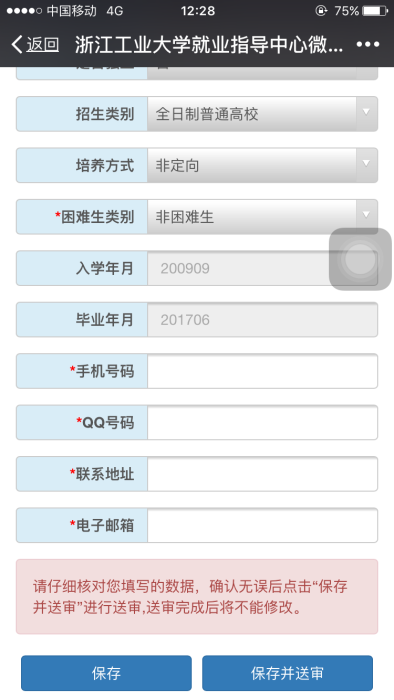 中国移动 4G 12:28 75%
返回 浙江工业大学就业指导中心微...
招生类别 全日制普通高校
培养方式 非定向
*困难生类别 非困难生
入学年月 200909
毕业年月 201706
*手机号码
*QQ号码
*联系地址
*电子邮箱
请仔细核对您填写的数据，确认无误后点击“保存
并送审”进行送审,送审完成后将不能修改。
保存 保存并送审